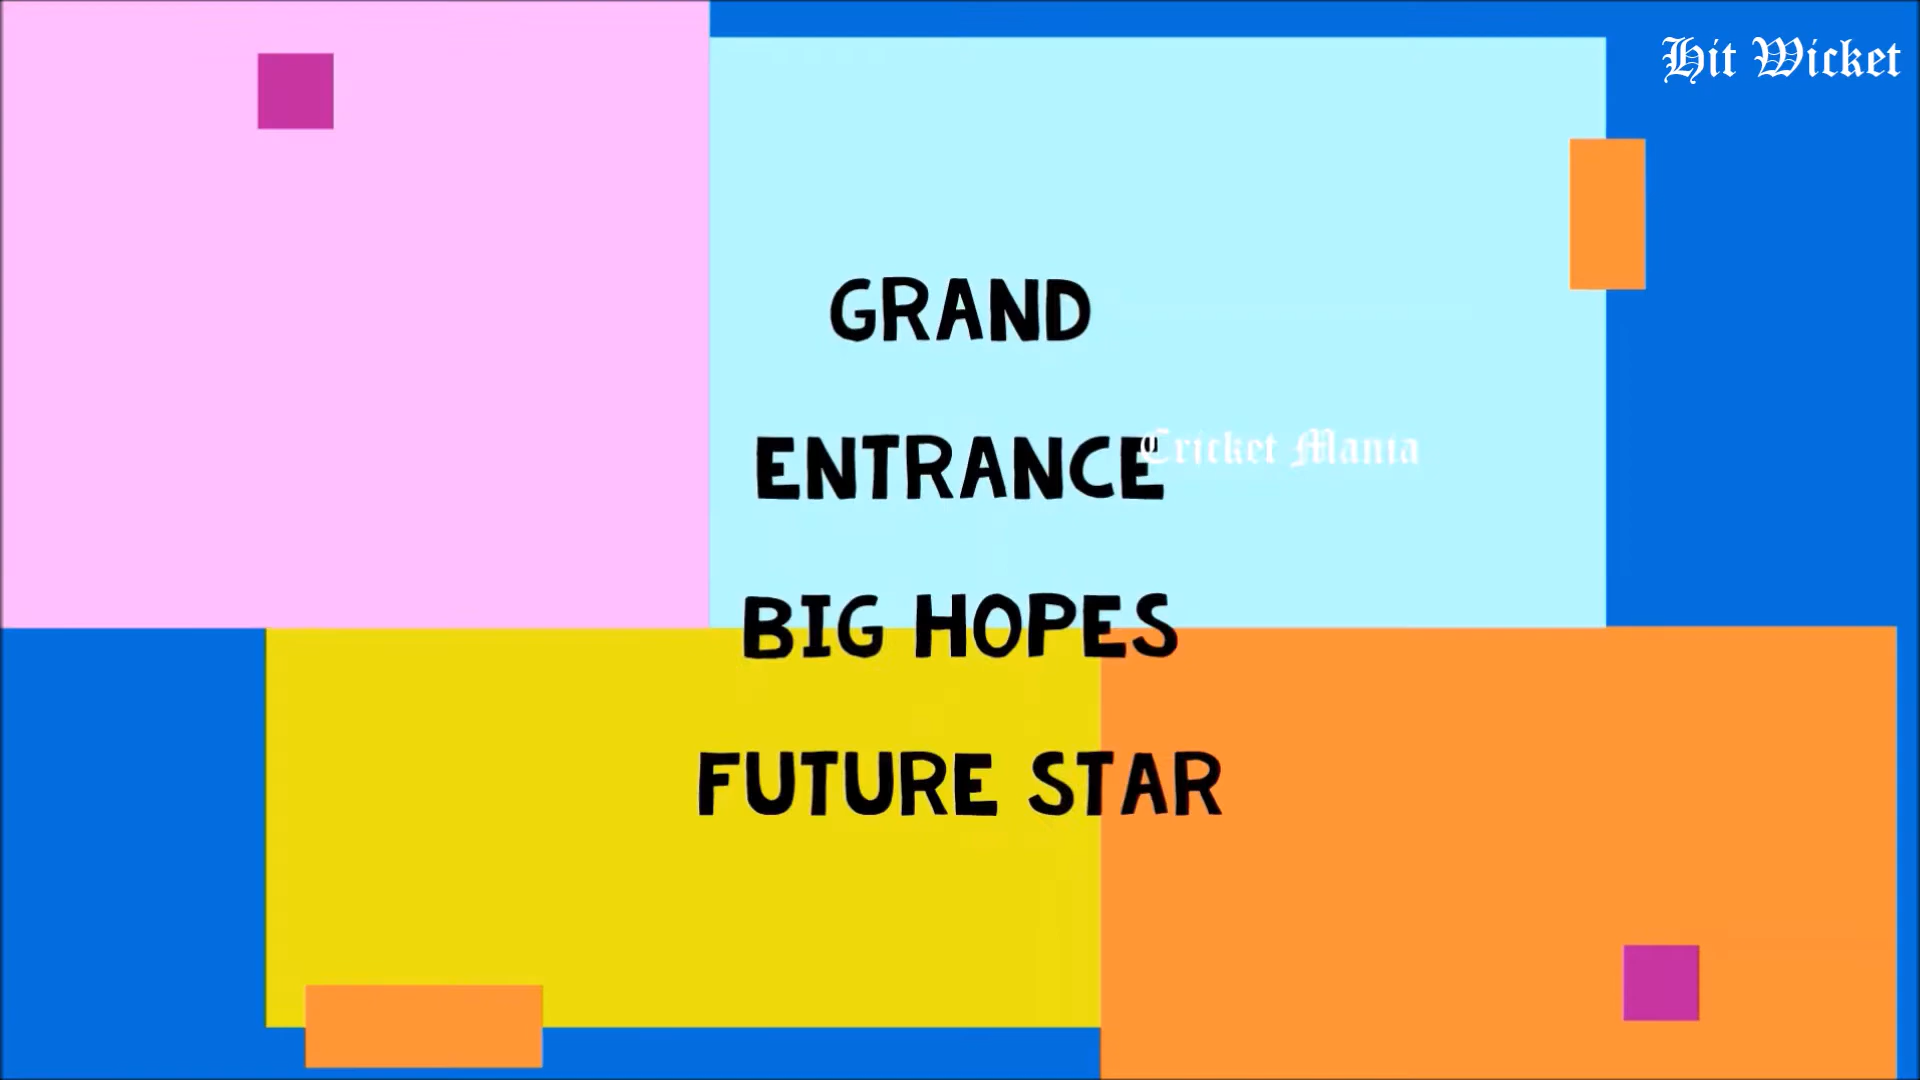 Hit Wicket
GRAND
ENTRANCE
Cricket Mania
BIG HOPES
FUTURE STAR